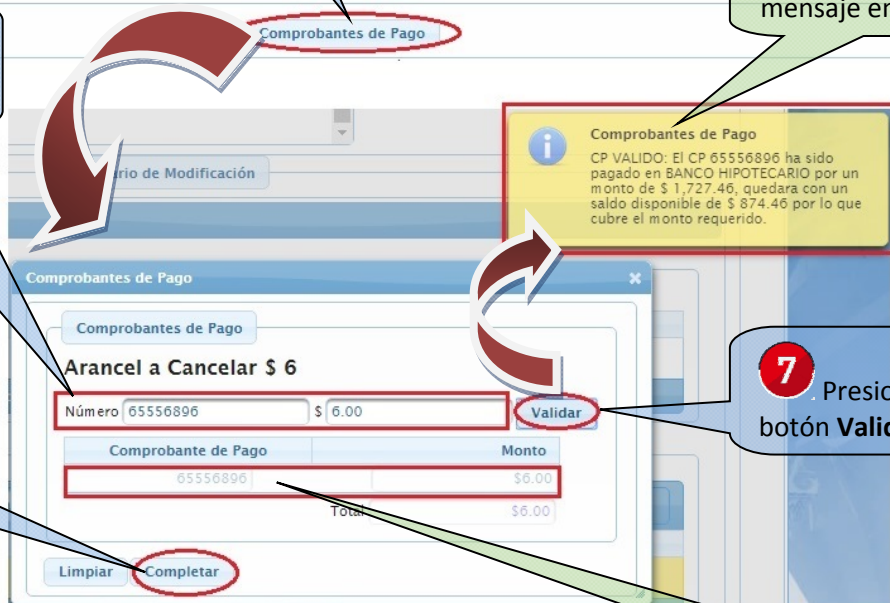 mensaje en
Comprobantes de Pago
Comprobantes de Pago
CP VALIDO: El CP 65556896 ha sido
pagado en BANCO HIPOTECARIO por un
monto de $ 1,727.46, quedara con un
saldo disponible de $ 874.46 por lo que
cubre el monto requerido.
rio de Modificación
Comprobantes de Pago
Comprobantes de Pago
Arancel a Cancelar $ 6
Número 65556896 $ 6.00 Validar
7 Presio
botón Valid
Comprobante de Pago Monto
65556896 $6.00
Total $6.00
Limpiar Completar